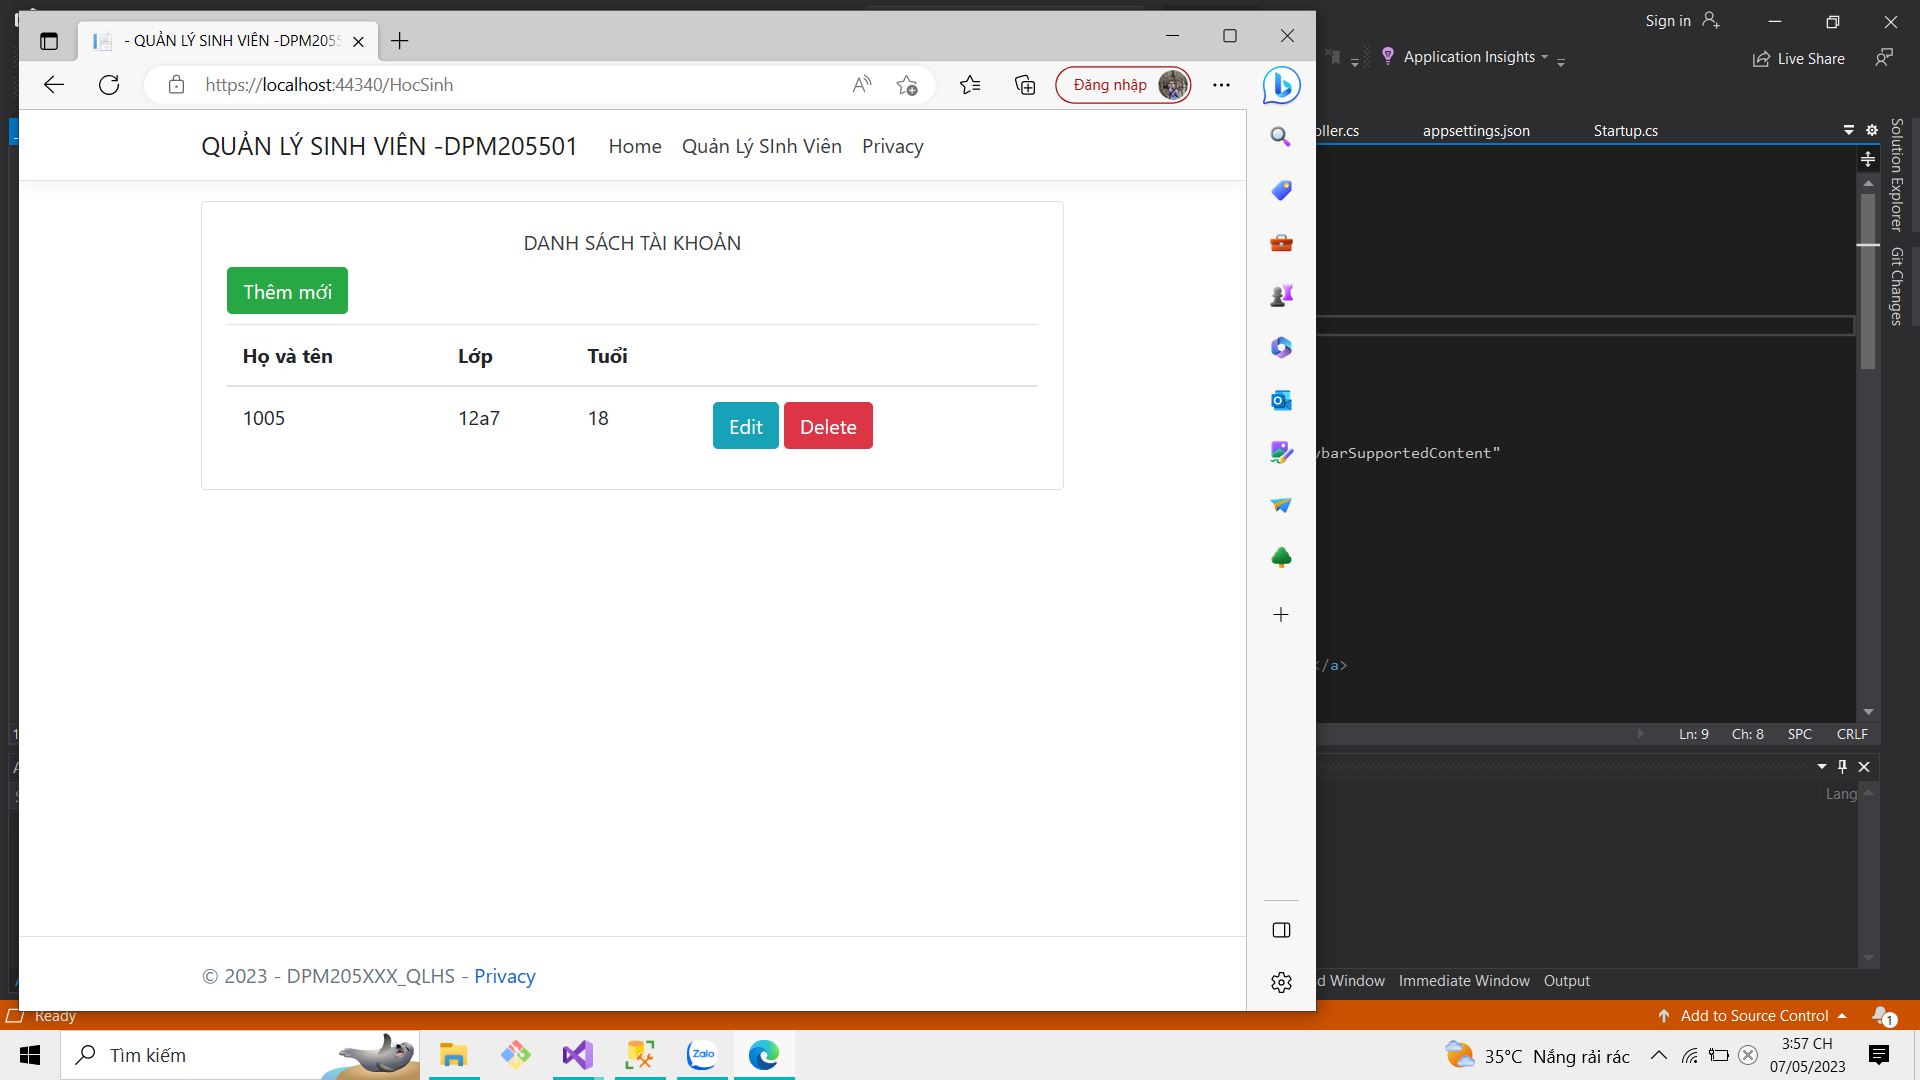 Sign in
- QUẢN LÝ SINH VIÊN -DPM205
Application Insights
Live Share
https://localhost:44340/HocSinh
Đăng nhập
appsettings.json
Startup.cs
Solution Explorer
Git Changes
QUẢN LÝ SINH VIÊN -DPM205501
Home
Quản Lý SInh Viên
Privacy
DANH SÁCH TÀI KHOẢN
Thêm mới
Họ và tên Lớp Tuổi
1005 12a7 18 Edit Delete
barSupportedContent"
</a>
Ln: 9 Ch: 8 SPC CRLF
Lang
© 2023 - DPM205XXX_QLHS - Privacy
Window
Immediate Window
Output
Ready
Add to Source Control
1
Tìm kiếm
Zalo
35°C Nắng rải rác
3:57 CH
07/05/2023